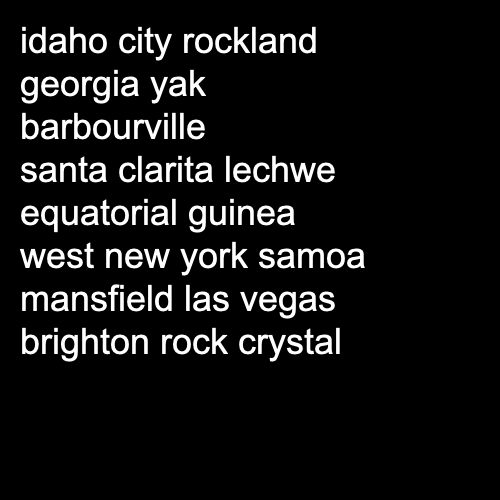 idaho city rockland
georgia yak
barbourville
santa clarita lechwe
equatorial guinea
west new york samoa
mansfield las vegas
brighton rock crystal